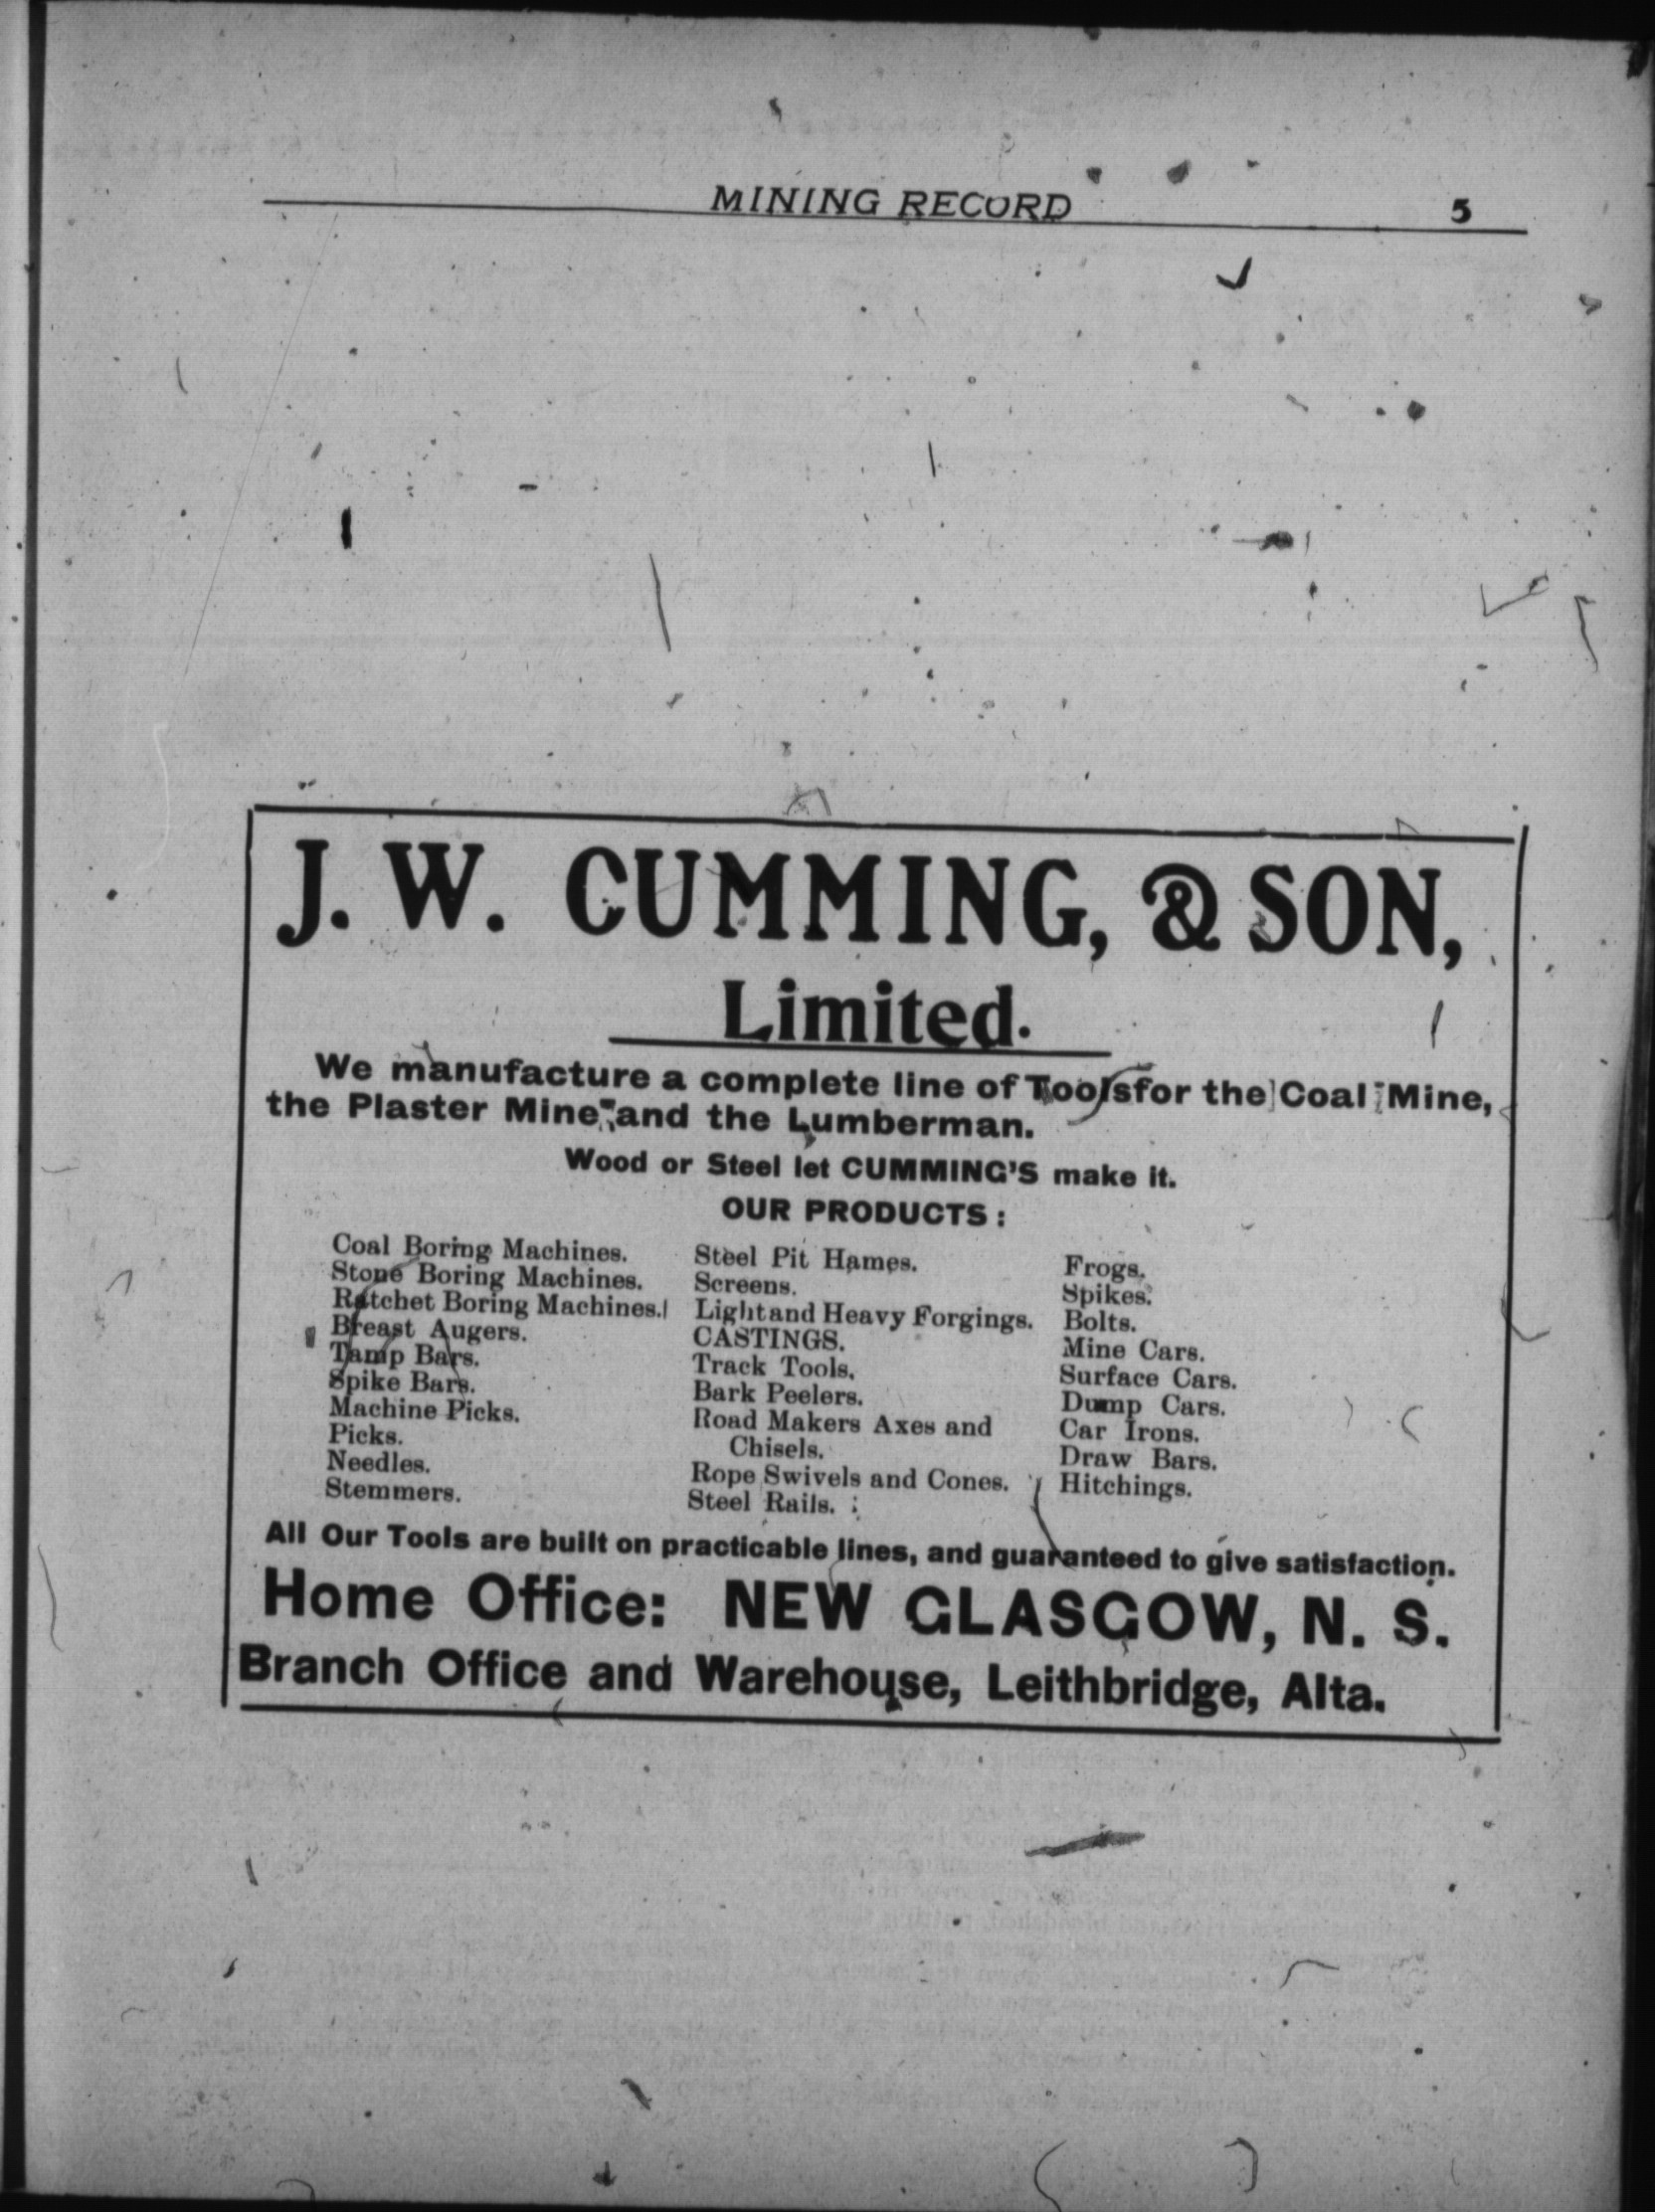 MINING RECORD 5
J. W. CUMMING, & SON,
Limited.
We manufacture a complete line of Tools for the Coal Mine,
the Plaster Mine, and the Lumberman.
Wood or Steel let CUMMING'S make it.
OUR PRODUCTS:
Coal Boring Machines.
Stone Boring Machines.
Ratchet Boring Machines.
Breast Augers.
Tamp Bars.
Spike Bars.
Machine Picks.
Picks.
Needles.
Stemmers.
Steel Pit Hames.
Screens.
Light and Heavy Forgings.
CASTINGS.
Track Tools,
Bark Peelers.
Road Makers Axes and
Chisels.
Rope Swivels and Cones.
Steel Rails.
Frogs.
Spikes.
Bolts.
Mine Cars.
Surface Cars.
Dump Cars.
Car Irons.
Draw Bars.
Hitchings.
All Our Tools are built on practicable lines, and guaranteed to give satisfaction.
Home Office: NEW GLASGOW, N. S.
Branch Office and Warehouse, Leithbridge, Alta.